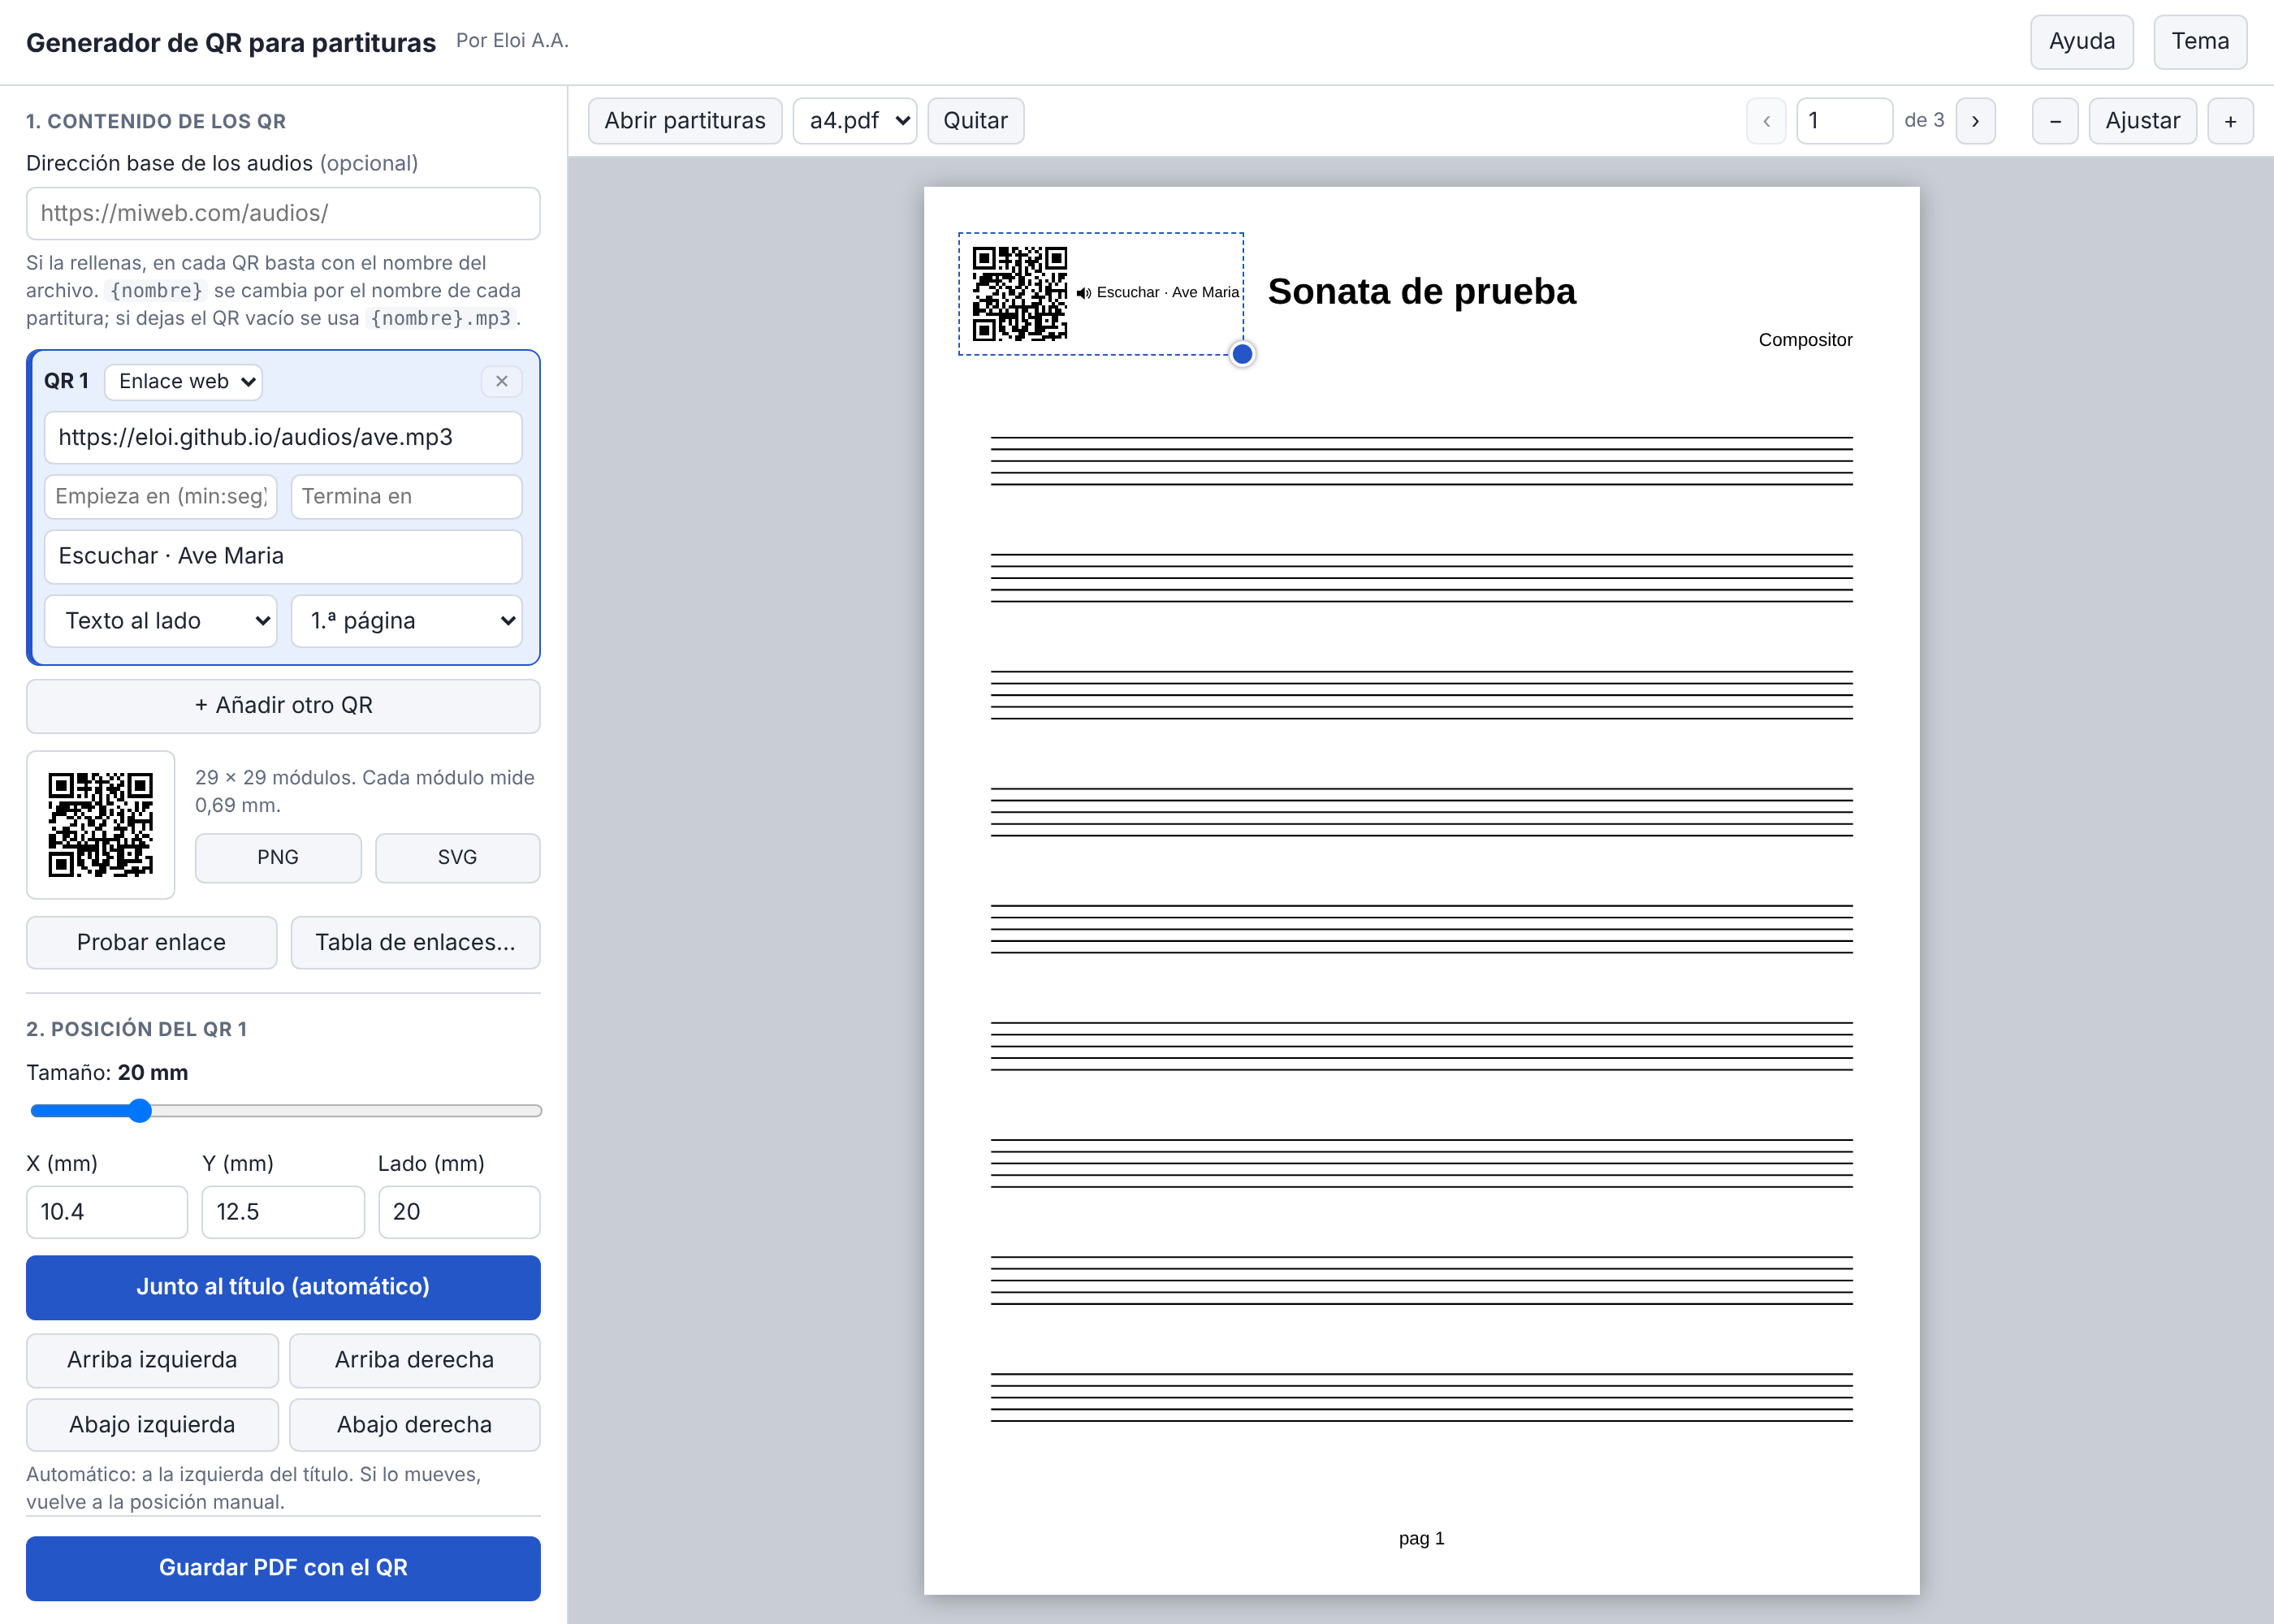 Generador de QR para partituras Por Eloi A.A.
Ayuda Tema
1. CONTENIDO DE LOS QR
Dirección base de los audios (opcional)
https://miweb.com/audios/
Si la rellenas, en cada QR basta con el nombre del
archivo. {nombre} se cambia por el nombre de cada
partitura; si dejas el QR vacío se usa {nombre}.mp3.
QR 1 Enlace web ×
https://eloi.github.io/audios/ave.mp3
Empieza en (min:seg) Termina en
Escuchar · Ave Maria
Texto al lado 1.ª página
+ Añadir otro QR
29 × 29 módulos. Cada módulo mide
0,69 mm.
PNG SVG
Probar enlace Tabla de enlaces...
2. POSICIÓN DEL QR 1
Tamaño: 20 mm
X (mm) Y (mm) Lado (mm)
10.4 12.5 20
Junto al título (automático)
Arriba izquierda Arriba derecha
Abajo izquierda Abajo derecha
Automático: a la izquierda del título. Si lo mueves,
vuelve a la posición manual.
Guardar PDF con el QR
Abrir partituras a4.pdf Quitar ‹ 1 de 3 › − Ajustar +
Escuchar · Ave Maria Sonata de prueba
Compositor
pag 1